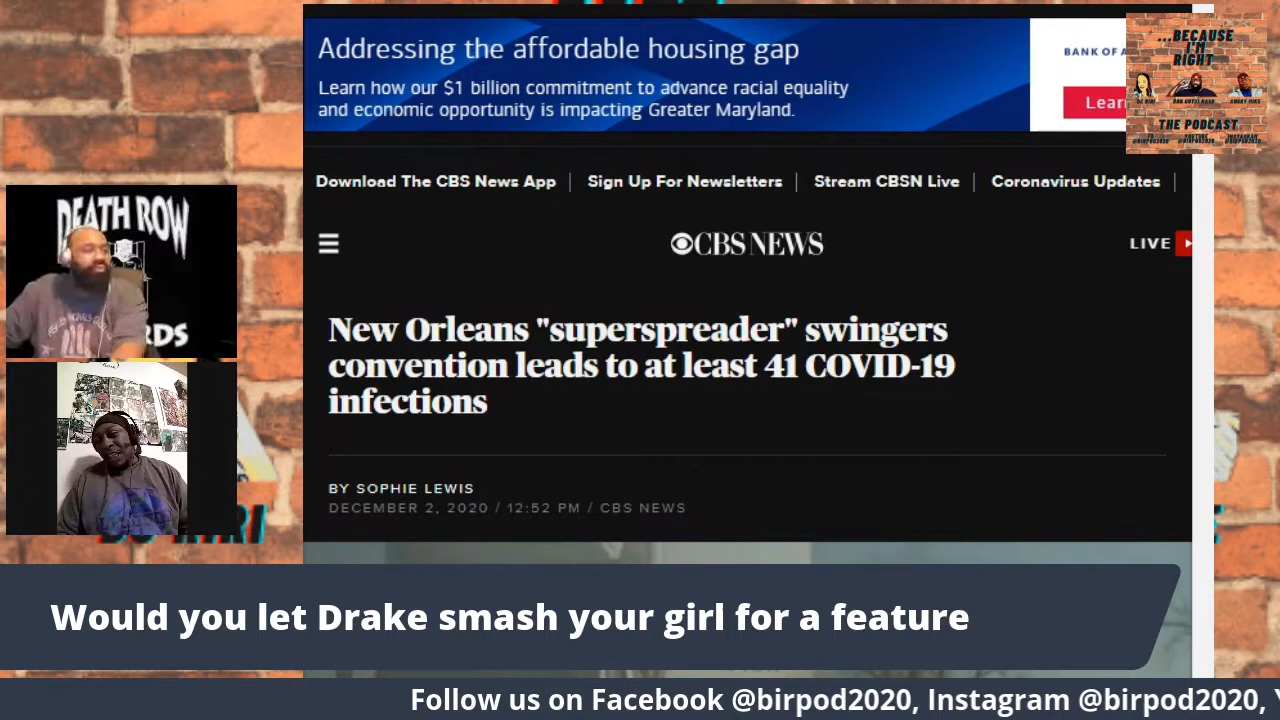 Addressing the affordable housing gap
Learn how our $1 billion commitment to advance racial equality
and economic opportunity is impacting Greater Maryland.
BANK OF A
Lear
...BECAUSE
I'M
RIGHT
THE PODCAST
@BIRPOD2020 @BIRPOD2020 @BIRPOD2020
Download The CBS News App
Sign Up For Newsletters
Stream CBSN Live
Coronavirus Updates
CBS NEWS
LIVE
DEATH ROW
RDS
New Orleans "superspreader" swingers
convention leads to at least 41 COVID-19
infections
BY SOPHIE LEWIS
DECEMBER 2, 2020 / 12:52 PM / CBS NEWS
Would you let Drake smash your girl for a feature
Follow us on Facebook @birpod2020, Instagram @birpod2020, Y